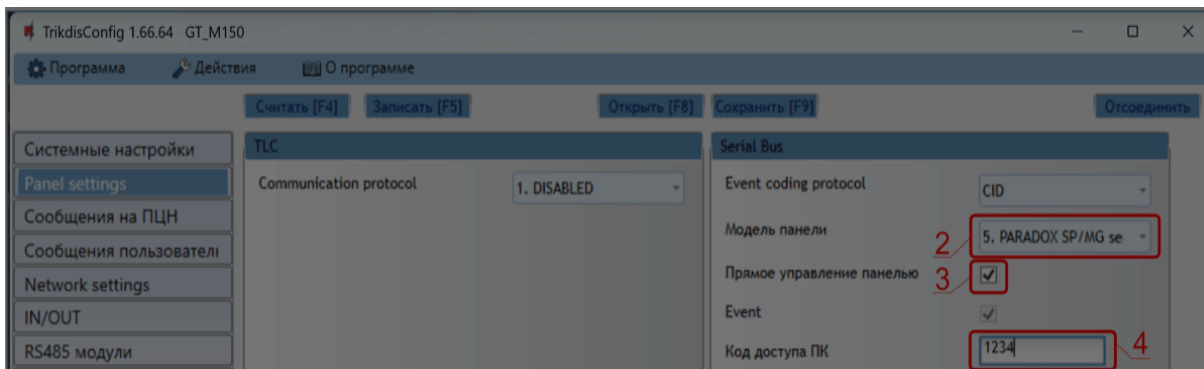 TrikdisConfig 1.66.64 GT_M150
Программа Действия О программе
Считать [F4] Записать [F5] Открыть [F8] Сохранить [F9] Отсоединить
Системные настройки
Panel settings
Сообщения на ПЦН
Сообщения пользователı
Network settings
IN/OUT
RS485 модули
TLC
Communication protocol 1. DISABLED
Serial Bus
Event coding protocol CID
Модель панели 2 5. PARADOX SP/MG se
Прямое управление панелью 3
Event
Код доступа ПК 1234 4